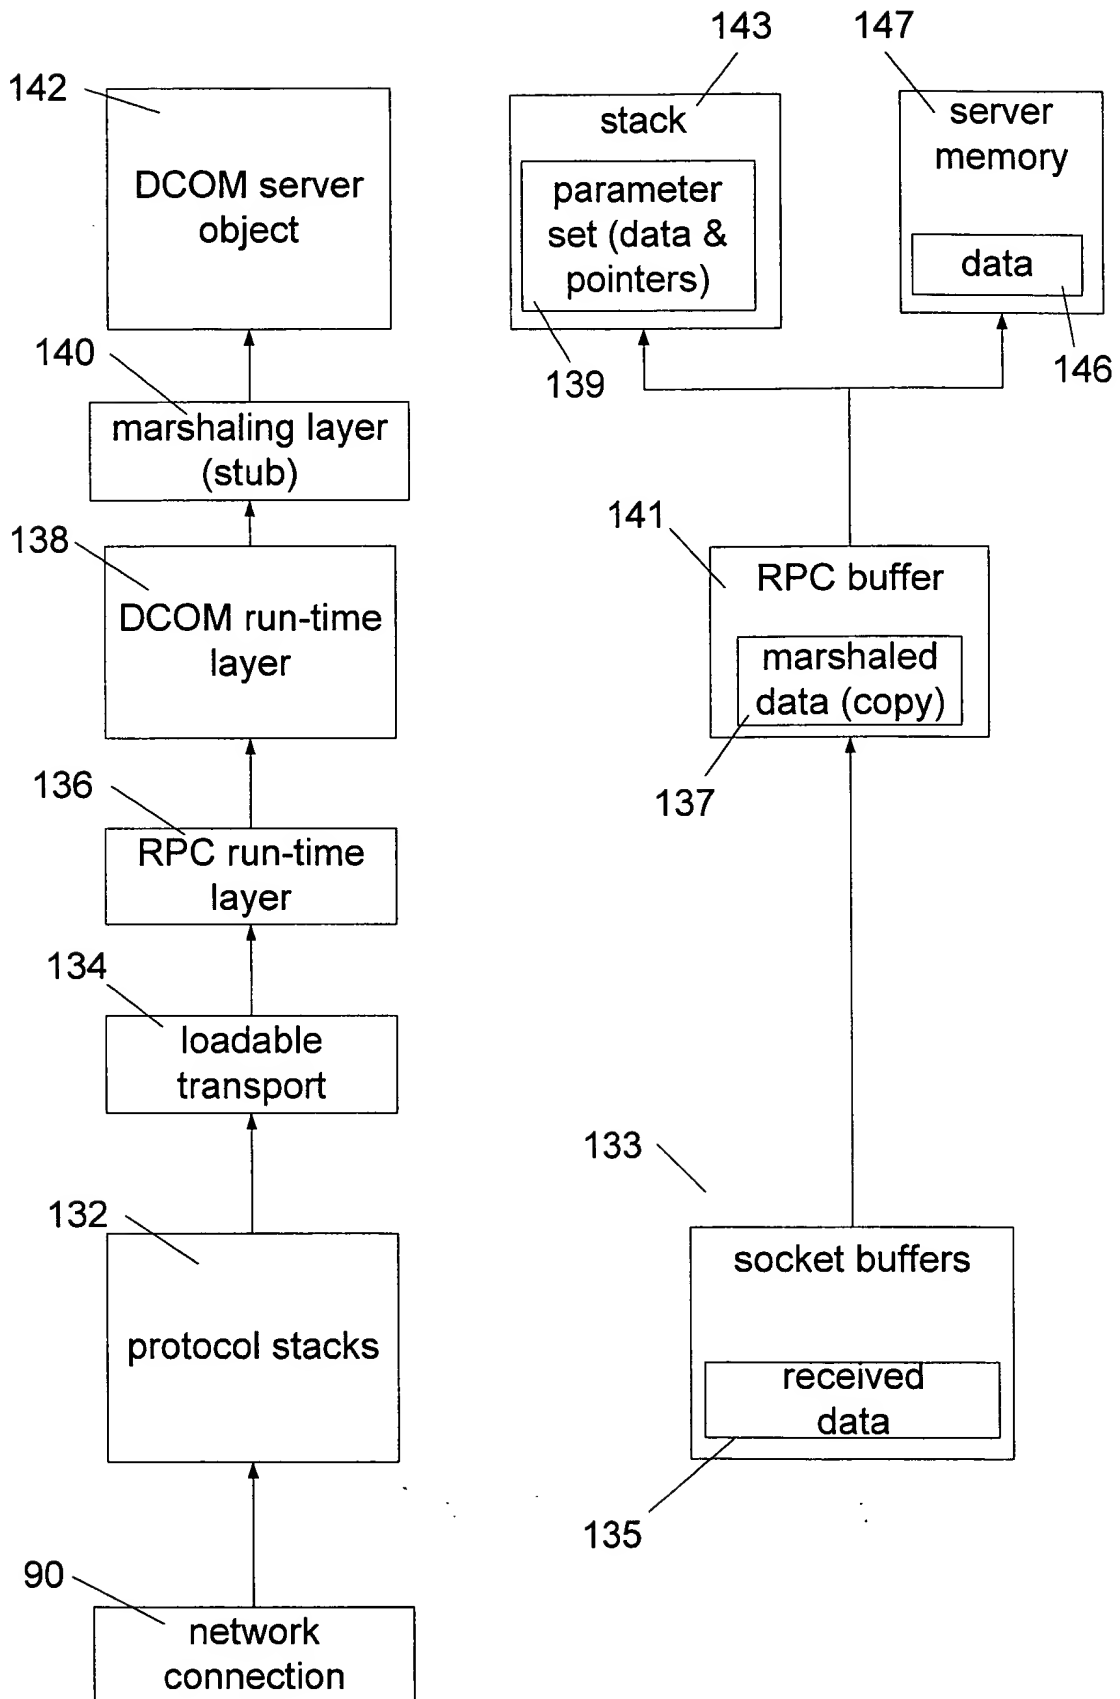 143
147
142
DCOM server
object
stack
parameter
set (data &
pointers)
server
memory
data
140
139
146
marshaling layer
(stub)
138
141
DCOM run-time
layer
RPC buffer
marshaled
data (copy)
136
137
RPC run-time
layer
134
loadable
transport
133
132
protocol stacks
socket buffers
received
data
135
90
network
connection